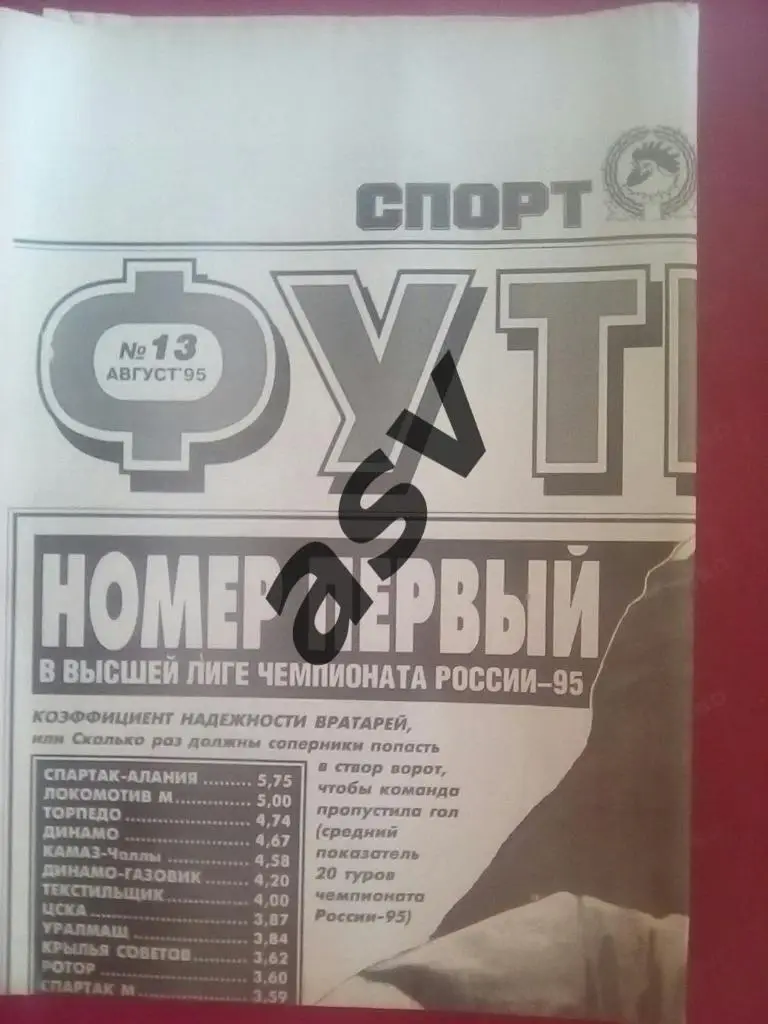 СПОРТ
ФУТ
№ 13
АВГУСТ'95
asv
НОМЕР ПЕРВЫЙ
В ВЫСШЕЙ ЛИГЕ ЧЕМПИОНАТА РОССИИ–95
КОЭФФИЦИЕНТ НАДЕЖНОСТИ ВРАТАРЕЙ,
или Сколько раз должны соперники попасть
в створ ворот,
чтобы команда
пропустила гол
(средний
показатель
20 туров
чемпионата
России-95)
СПАРТАК-АЛАНИЯ ........ 5,75
ЛОКОМОТИВ М ............. 5,00
ТОРПЕДО ................... 4,74
ДИНАМО .................... 4,67
КАМАЗ-Чаллы ............. 4,58
ДИНАМО-ГАЗОВИК ....... 4,20
ТЕКСТИЛЬЩИК ............ 4,00
ЦСКА ........................ 3,87
УРАЛМАШ .................. 3,84
КРЫЛЬЯ СОВЕТОВ ........ 3,62
РОТОР ...................... 3,60
СПАРТАК М ................ 3,59